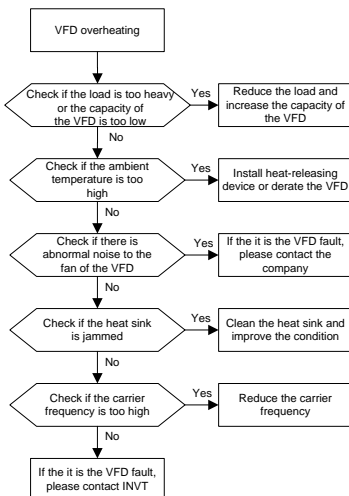 VFD overheating
Check if the load is too heavy
or the capacity of
the VFD is too low
Yes
Reduce the load and
increase the capacity of
the VFD
No
Check if the ambient
temperature is too
high
Yes
Install heat-releasing
device or derate the VFD
No
Check if there is
abnormal noise to the
fan of the VFD
Yes
If the it is the VFD fault,
please contact the
company
No
Check if the heat sink
is jammed
Yes
Clean the heat sink and
improve the condition
No
Check if the carrier
frequency is too high
Yes
Reduce the carrier
frequency
No
If the it is the VFD fault,
please contact INVT